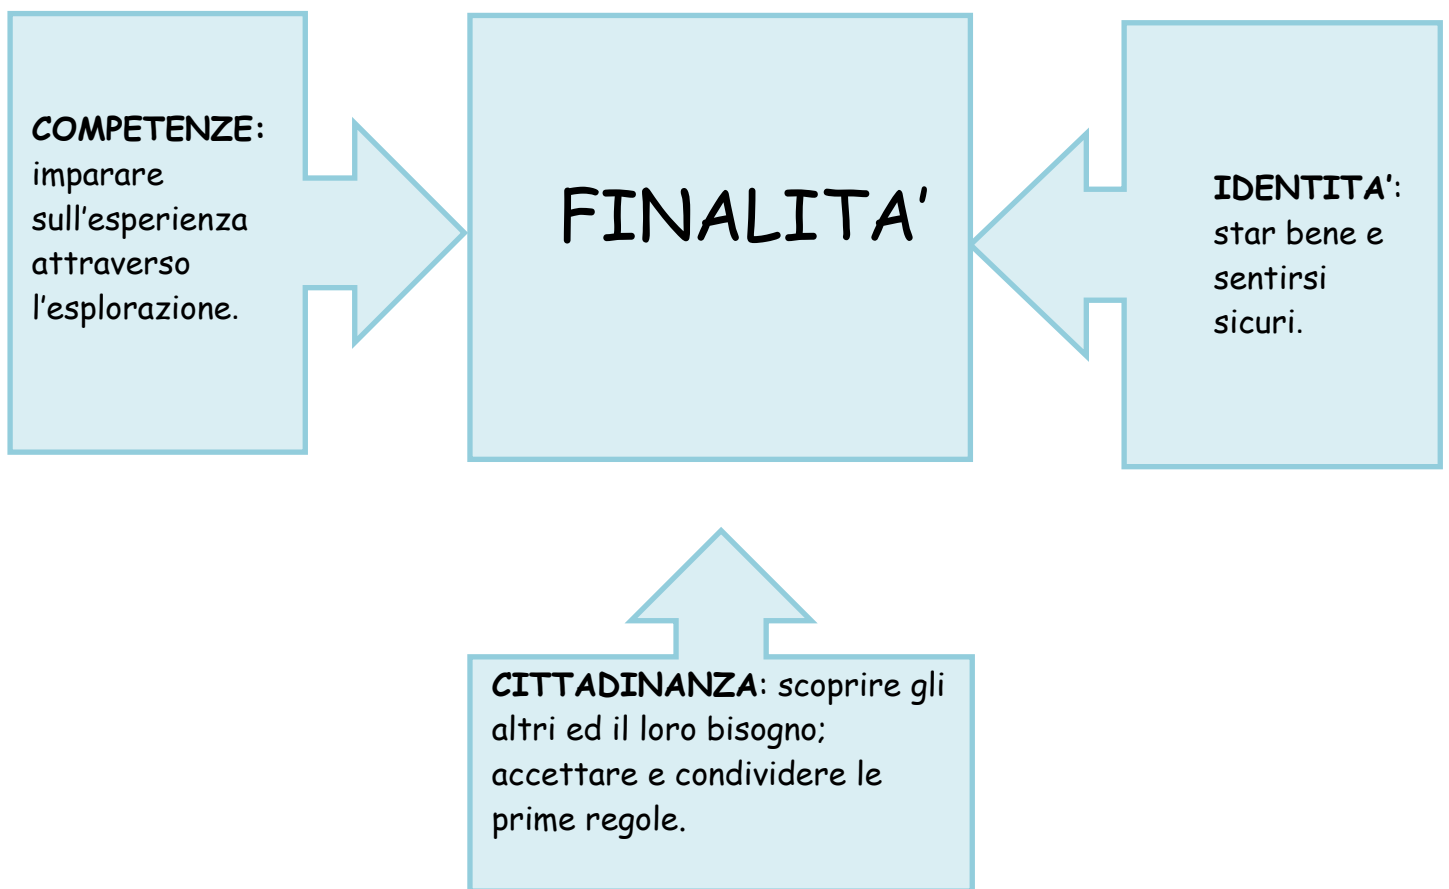 COMPETENZE:
imparare
sull'esperienza
attraverso
l'esplorazione.
FINALITA'
IDENTITA':
star bene e
sentirsi
sicuri.
CITTADINANZA: scoprire gli
altri ed il loro bisogno;
accettare e condividere le
prime regole.